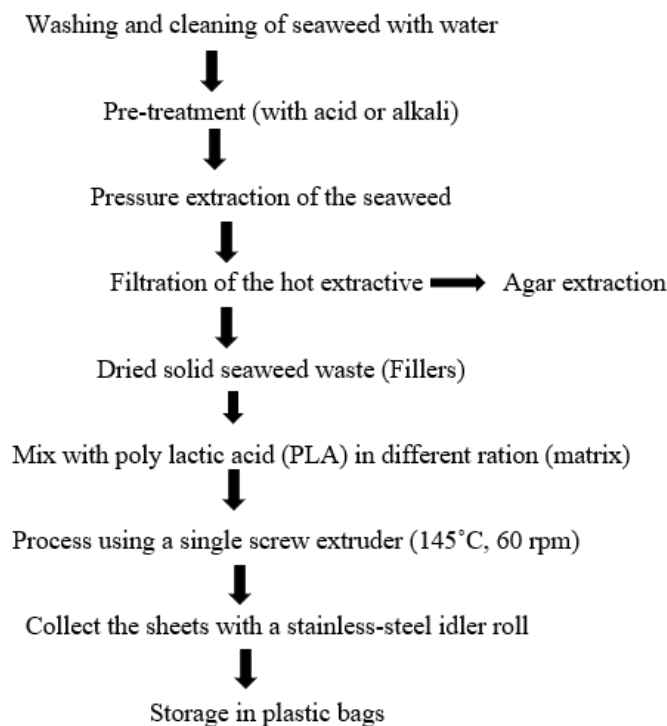 Washing and cleaning of seaweed with water
Pre-treatment (with acid or alkali)
Pressure extraction of the seaweed
Filtration of the hot extractive
Agar extraction
Dried solid seaweed waste (Fillers)
Mix with poly lactic acid (PLA) in different ration (matrix)
Process using a single screw extruder (145˚C, 60 rpm)
Collect the sheets with a stainless-steel idler roll
Storage in plastic bags